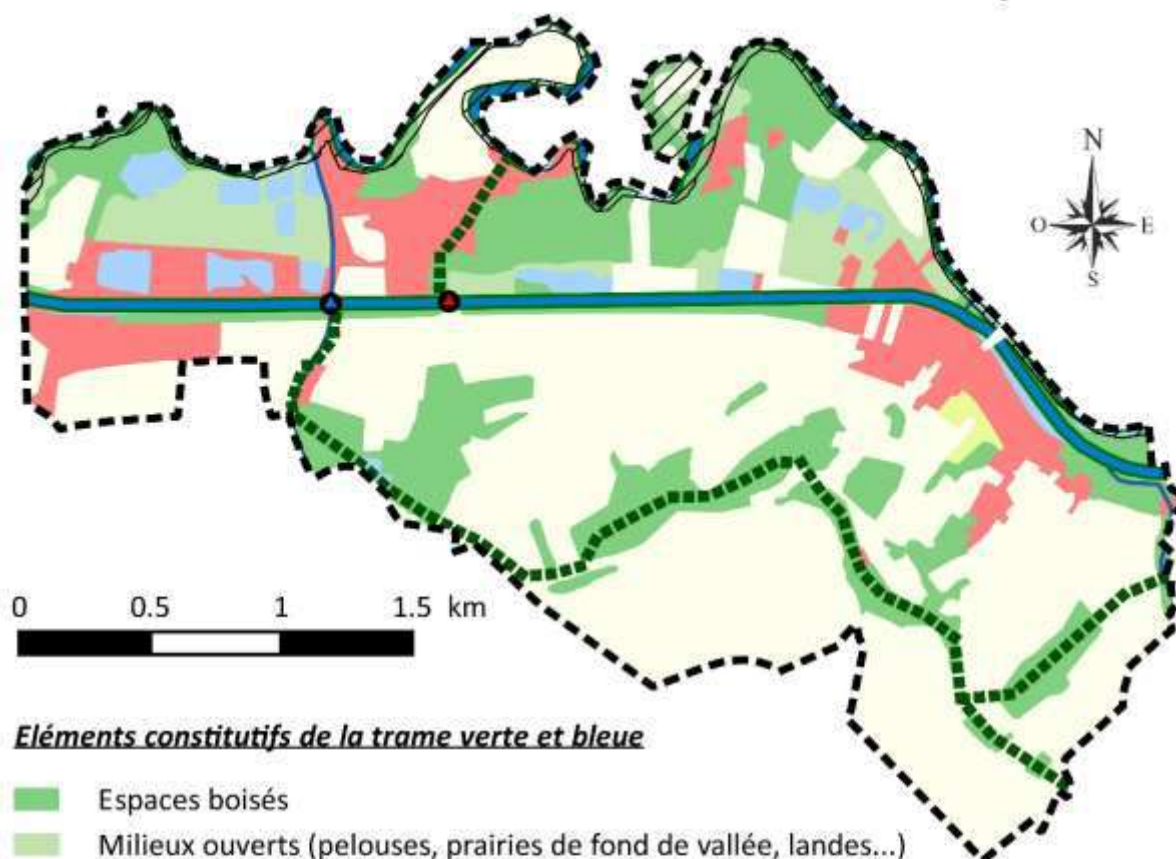 N
O E
S
0 0.5 1 1.5 km
Eléments constitutifs de la trame verte et bleue
Espaces boisés
Milieux ouverts (pelouses, prairies de fond de vallée, landes...)